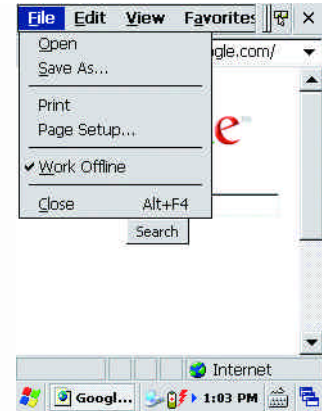 File Edit View Favorites
Open
gle.com/
Save As...
Print
Page Setup...
e
Work Offline
Close Alt+F4
Search
Internet
Googl... 1:03 PM